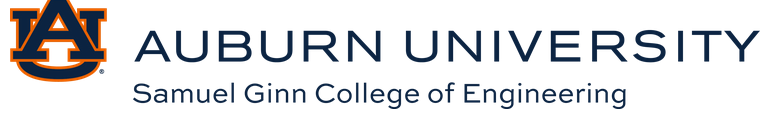 AU
AUBURN UNIVERSITY
Samuel Ginn College of Engineering